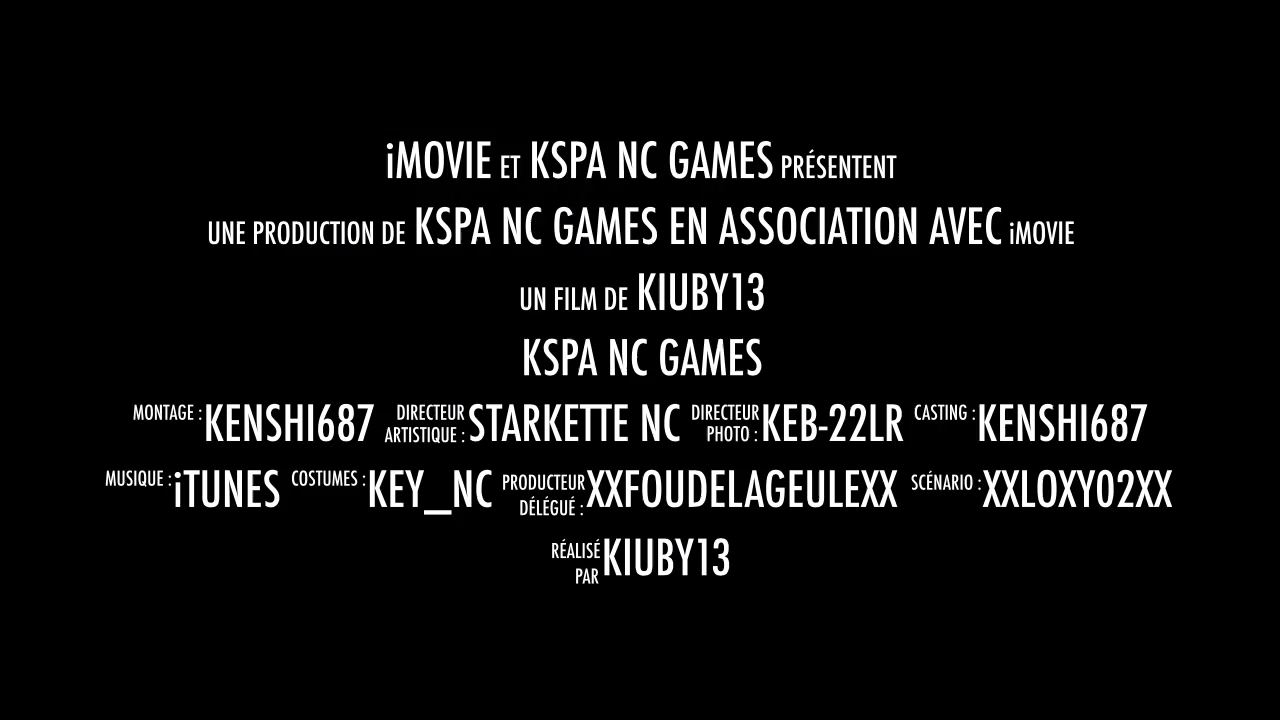 iMOVIE ET KSPA NC GAMES PRÉSENTENT
UNE PRODUCTION DE KSPA NC GAMES EN ASSOCIATION AVEC iMOVIE
UN FILM DE KIUBY13
KSPA NC GAMES
MONTAGE : KENSHI687 DIRECTEUR ARTISTIQUE : STARKETTE NC DIRECTEUR PHOTO : KEB-22LR CASTING : KENSHI687
MUSIQUE : iTUNES COSTUMES : KEY_NC PRODUCTEUR DÉLÉGUÉ : XXFOUDELAGEULEXX SCÉNARIO : XXLOXY02XX
RÉALISÉ PAR KIUBY13